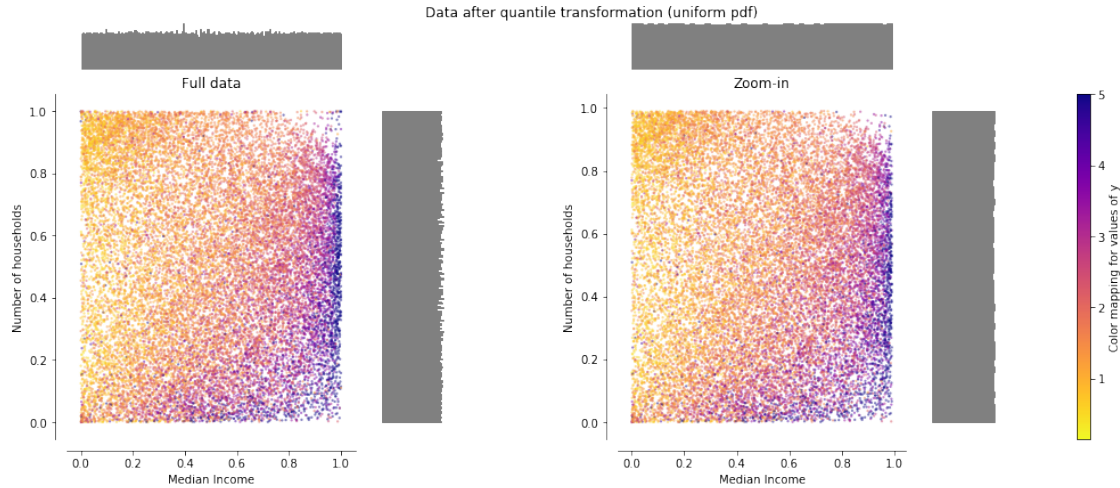 Data after quantile transformation (uniform pdf)
Full data
Zoom-in
Number of households
1.0
0.8
0.6
0.4
0.2
0.0
0.0 0.2 0.4 0.6 0.8 1.0
Median Income
Number of households
1.0
0.8
0.6
0.4
0.2
0.0
0.0 0.2 0.4 0.6 0.8 1.0
Median Income
5
4
3
2
1
Color mapping for values of y